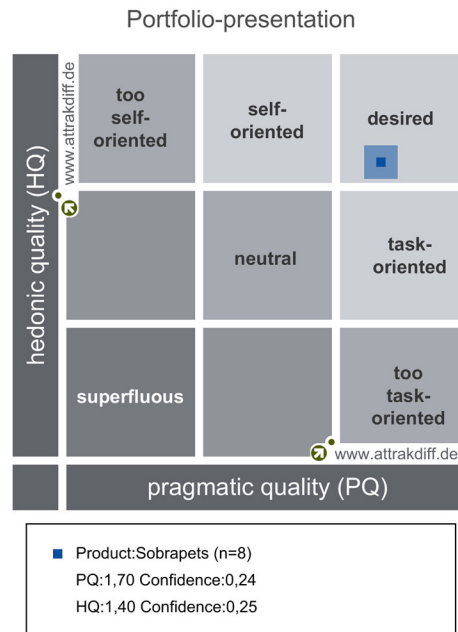 Portfolio-presentation
hedonic quality (HQ)
www.attrakdiff.de
too
self-
oriented
self-
oriented
desired
neutral
task-
oriented
superfluous
too
task-
oriented
www.attrakdiff.de
pragmatic quality (PQ)
Product:Sobrapets (n=8)
PQ:1,70 Confidence:0,24
HQ:1,40 Confidence:0,25